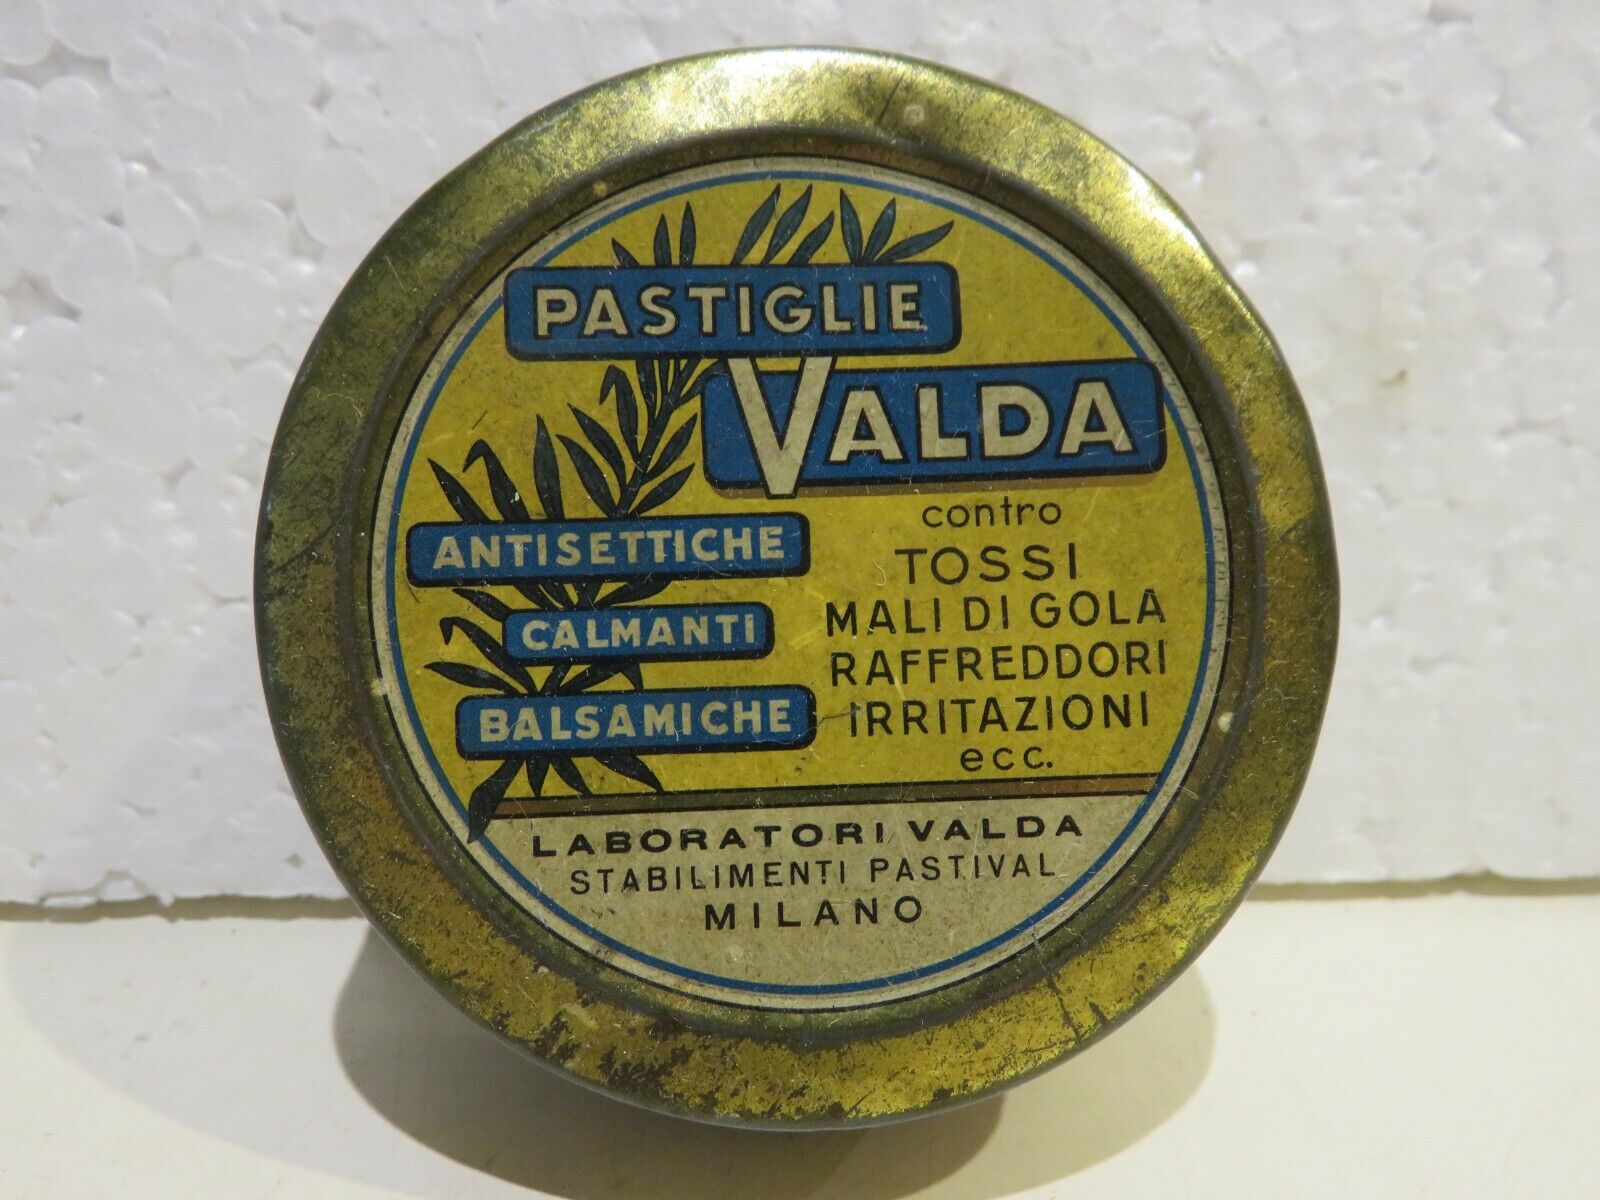 PASTIGLIE
VALDA
ANTISETTICHE
CALMANTI
BALSAMICHE
contro
TOSSI
MALI DI GOLA
RAFFREDDORI
IRRITAZIONI
ecc.
LABORATORI VALDA
STABILIMENTI PASTIVAL
MILANO